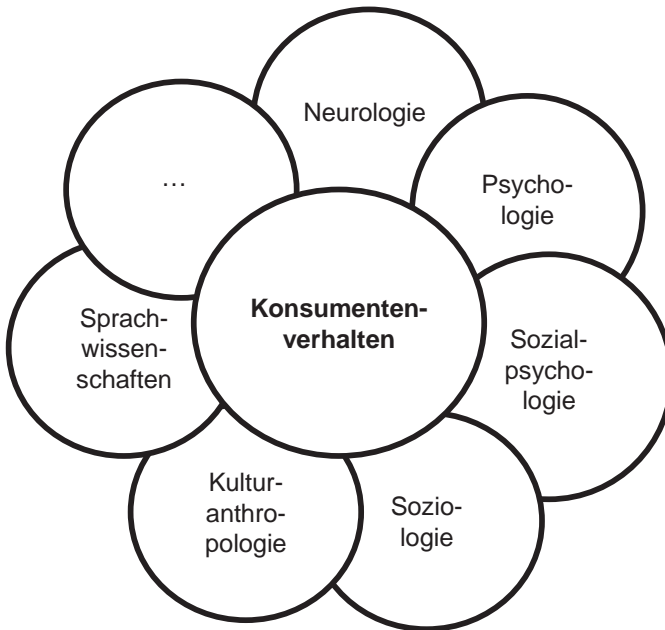 Neurologie
…
Psycho-
logie
Konsumenten-
verhalten
Sprach-
wissen-
schaften
Sozial-
psycho-
logie
Kultur-
anthro-
pologie
Sozio-
logie